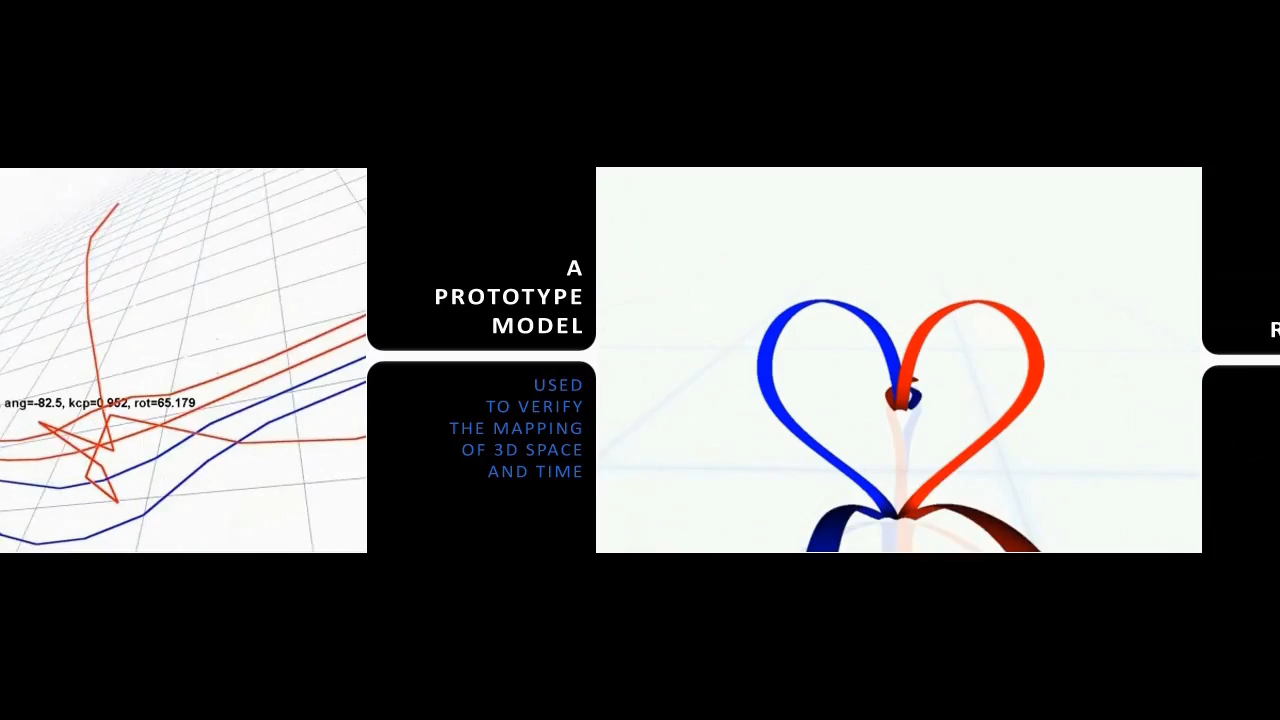 , ang=-82.5, kcp=0.952, rot=65.179
A
PROTOTYPE
MODEL
USED
TO VERIFY
THE MAPPING
OF 3D SPACE
AND TIME
R